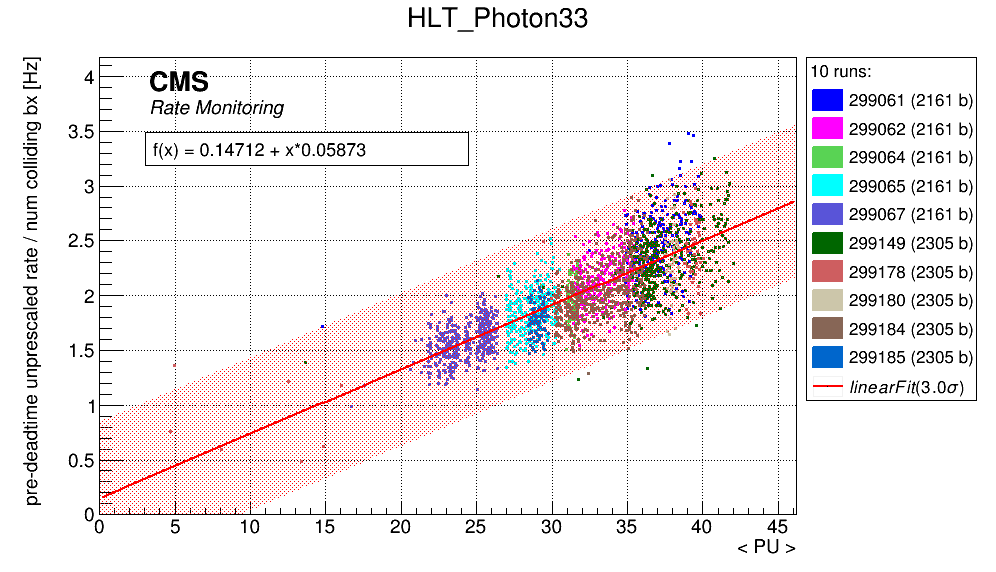 HLT_Photon33
pre-deadtime unprescaled rate / num colliding bx [Hz]
4
3.5
3
2.5
2
1.5
1
0.5
0
CMS
Rate Monitoring
f(x) = 0.14712 + x*0.05873
0 5 10 15 20 25 30 35 40 45
< PU >
10 runs:
299061 (2161 b)
299062 (2161 b)
299064 (2161 b)
299065 (2161 b)
299067 (2161 b)
299149 (2305 b)
299178 (2305 b)
299180 (2305 b)
299184 (2305 b)
299185 (2305 b)
linearFit(3.0σ)